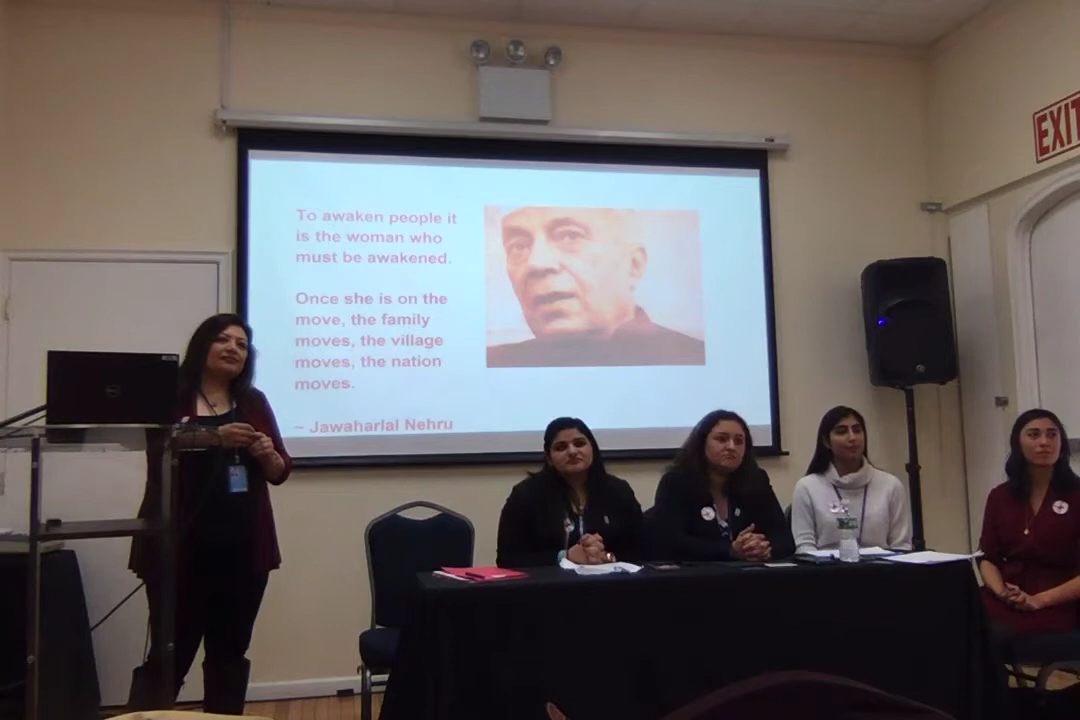 To awaken people it
is the woman who
must be awakened.
Once she is on the
move, the family
moves, the village
moves, the nation
moves.
~ Jawaharlal Nehru
EXIT
DELL